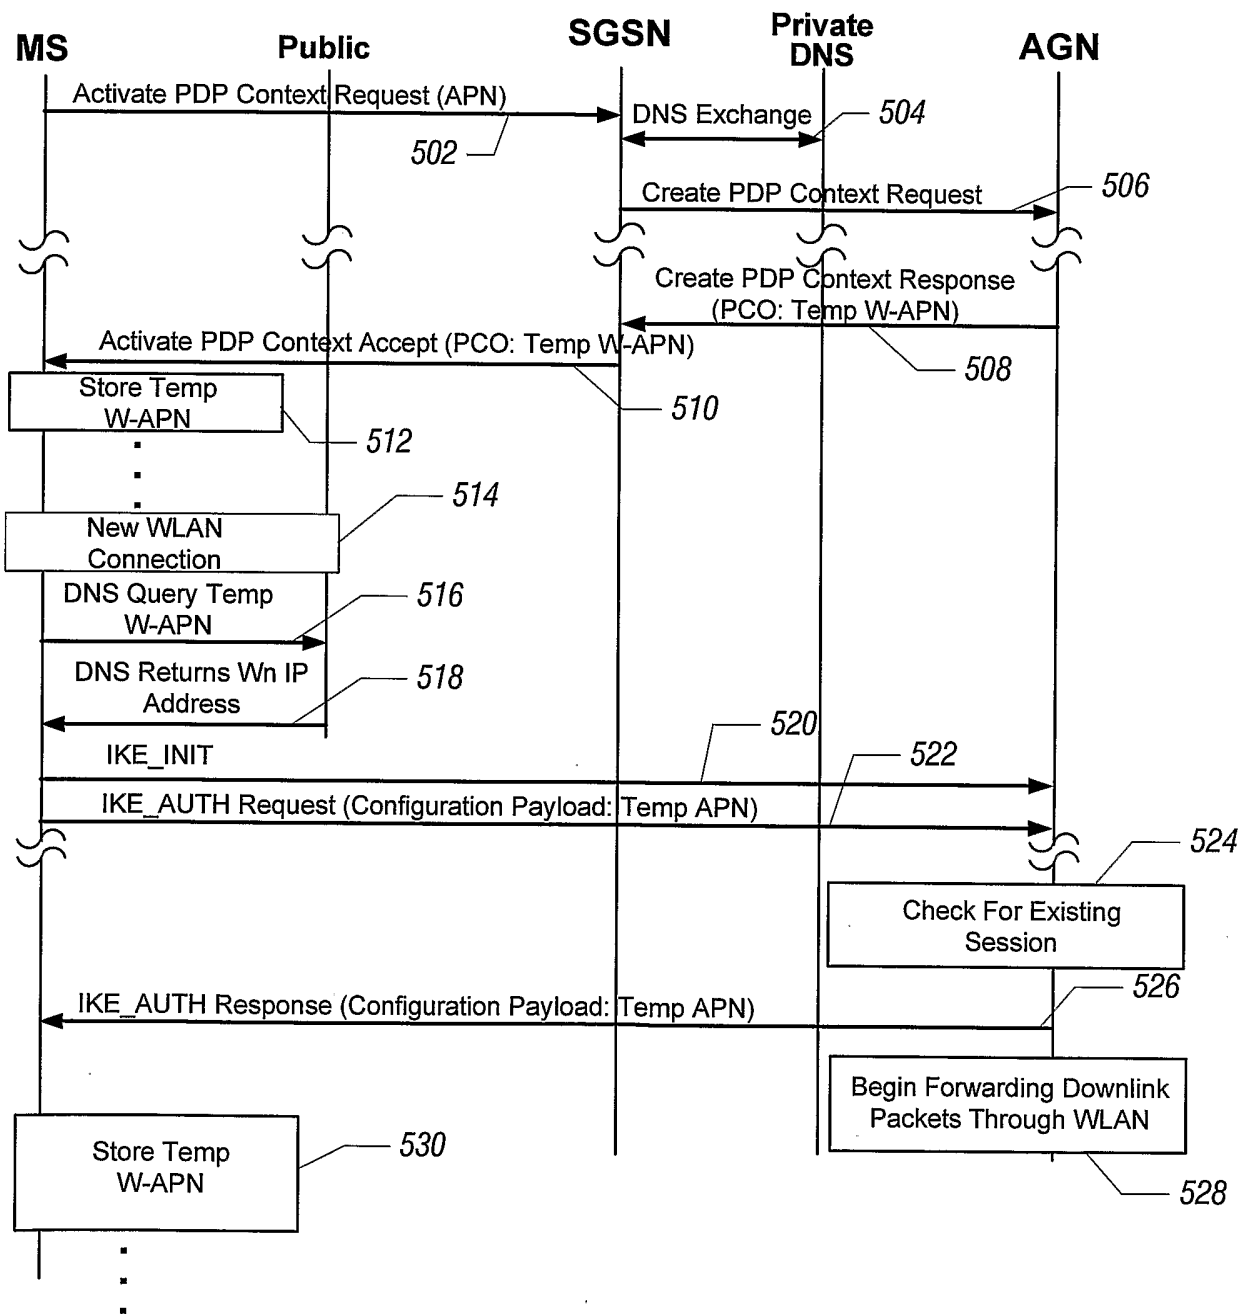 MS
Public
SGSN
Private
DNS
AGN
Activate PDP Context Request (APN)
502
DNS Exchange
504
Create PDP Context Request
506
Create PDP Context Response
(PCO: Temp W-APN)
508
Activate PDP Context Accept (PCO: Temp W-APN)
510
Store Temp
W-APN
512
New WLAN
Connection
514
DNS Query Temp
W-APN
516
DNS Returns Wn IP
Address
518
IKE_INIT
520
IKE_AUTH Request (Configuration Payload: Temp APN)
522
Check For Existing
Session
524
IKE_AUTH Response (Configuration Payload: Temp APN)
526
Begin Forwarding Downlink
Packets Through WLAN
528
Store Temp
W-APN
530